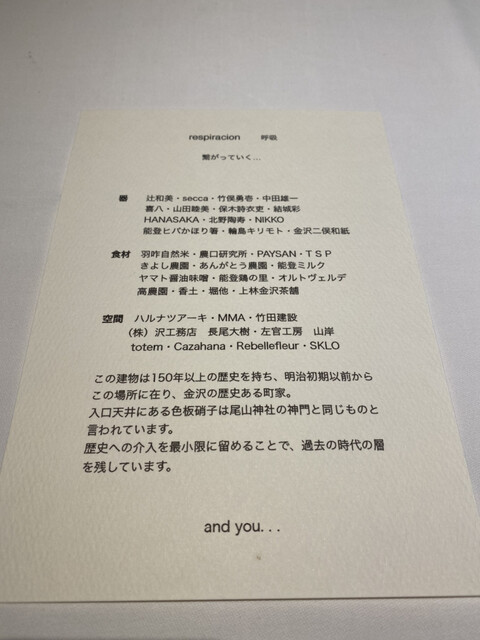 respiracion 呼吸
繋がっていく...
器 辻和美・secca・竹俣勇壱・中田雄一
喜八・山田睦美・保木詩衣吏・結城彩
HANASAKA・北野陶寿・NIKKO
能登ヒバかほり箸・輪島キリモト・金沢二俣和紙
食材 羽咋自然米・農口研究所・PAYSAN・T S P
きよし農園・あんがとう農園・能登ミルク
ヤマト醤油味噌・能登鶏の里・オルトヴェルデ
高農園・香土・堀他・上林金沢茶舗
空間 ハルナツアーキ・MMA・竹田建設
（株）沢工務店 長尾大樹・左官工房 山岸
totem・Cazahana・Rebellefleur・SKLO
この建物は150年以上の歴史を持ち、明治初期以前から
この場所に在り、金沢の歴史ある町家。
入口天井にある色板硝子は尾山神社の神門と同じものと
言われています。
歴史への介入を最小限に留めることで、過去の時代の層
を残しています。
and you. . .